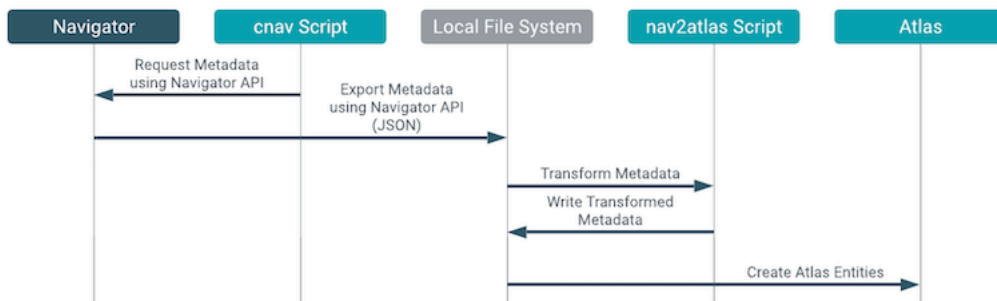 Navigator
cnav Script
Local File System
nav2atlas Script
Atlas
Request Metadata
using Navigator API
Export Metadata
using Navigator API
(JSON)
Transform Metadata
Write Transformed
Metadata
Create Atlas Entities